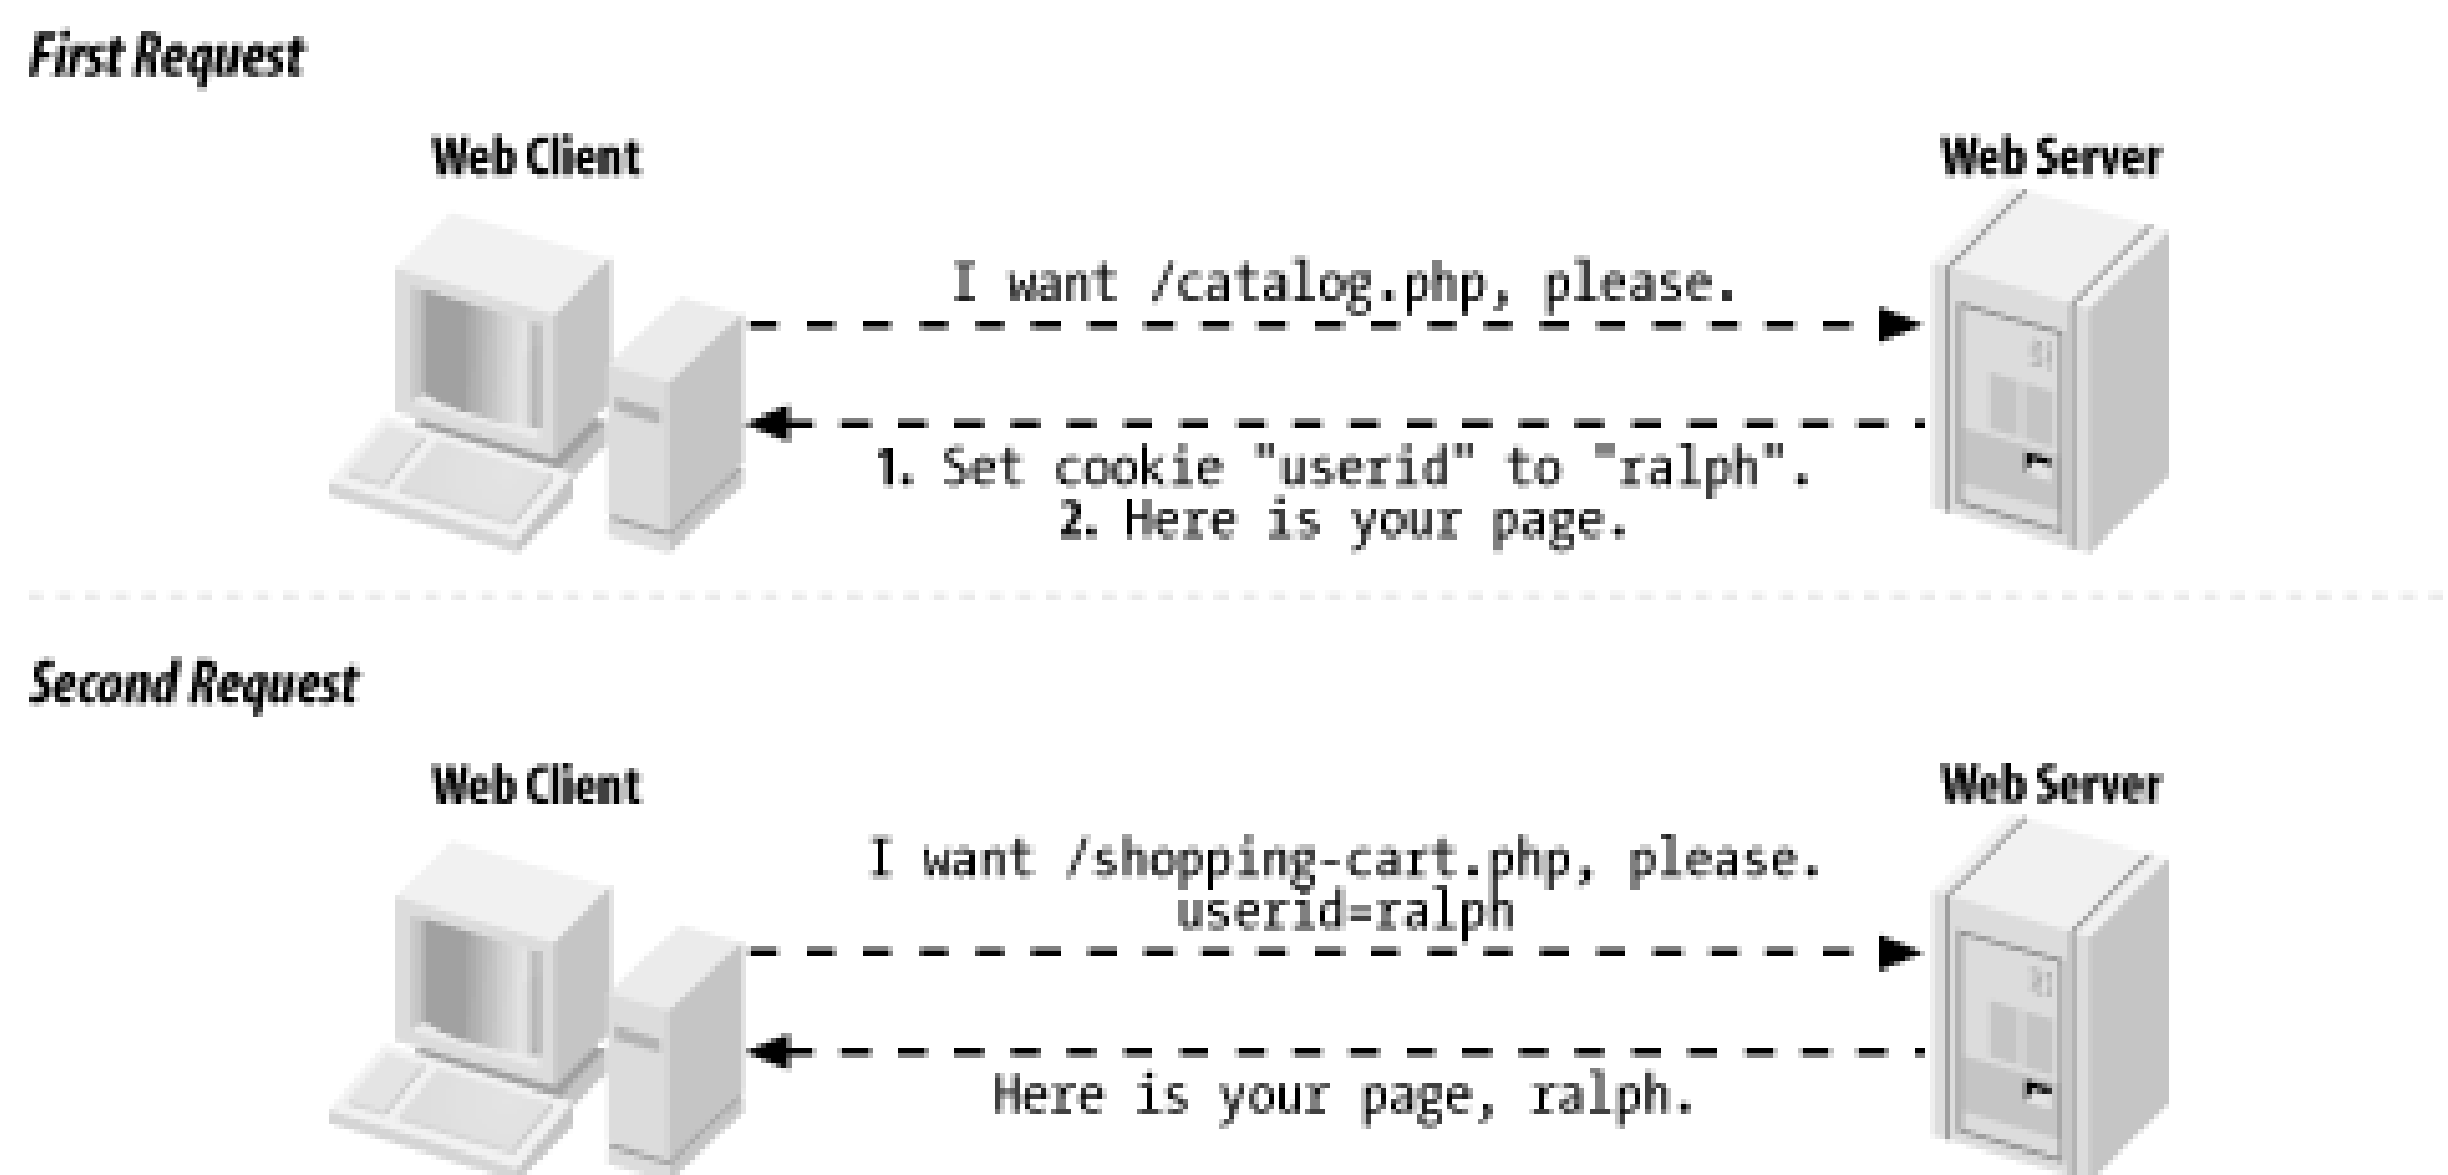 First Request
Web Client
Web Server
I want /catalog.php, please.
1. Set cookie "userid" to "ralph".
2. Here is your page.
Second Request
Web Client
Web Server
I want /shopping-cart.php, please.
userid=ralph
Here is your page, ralph.